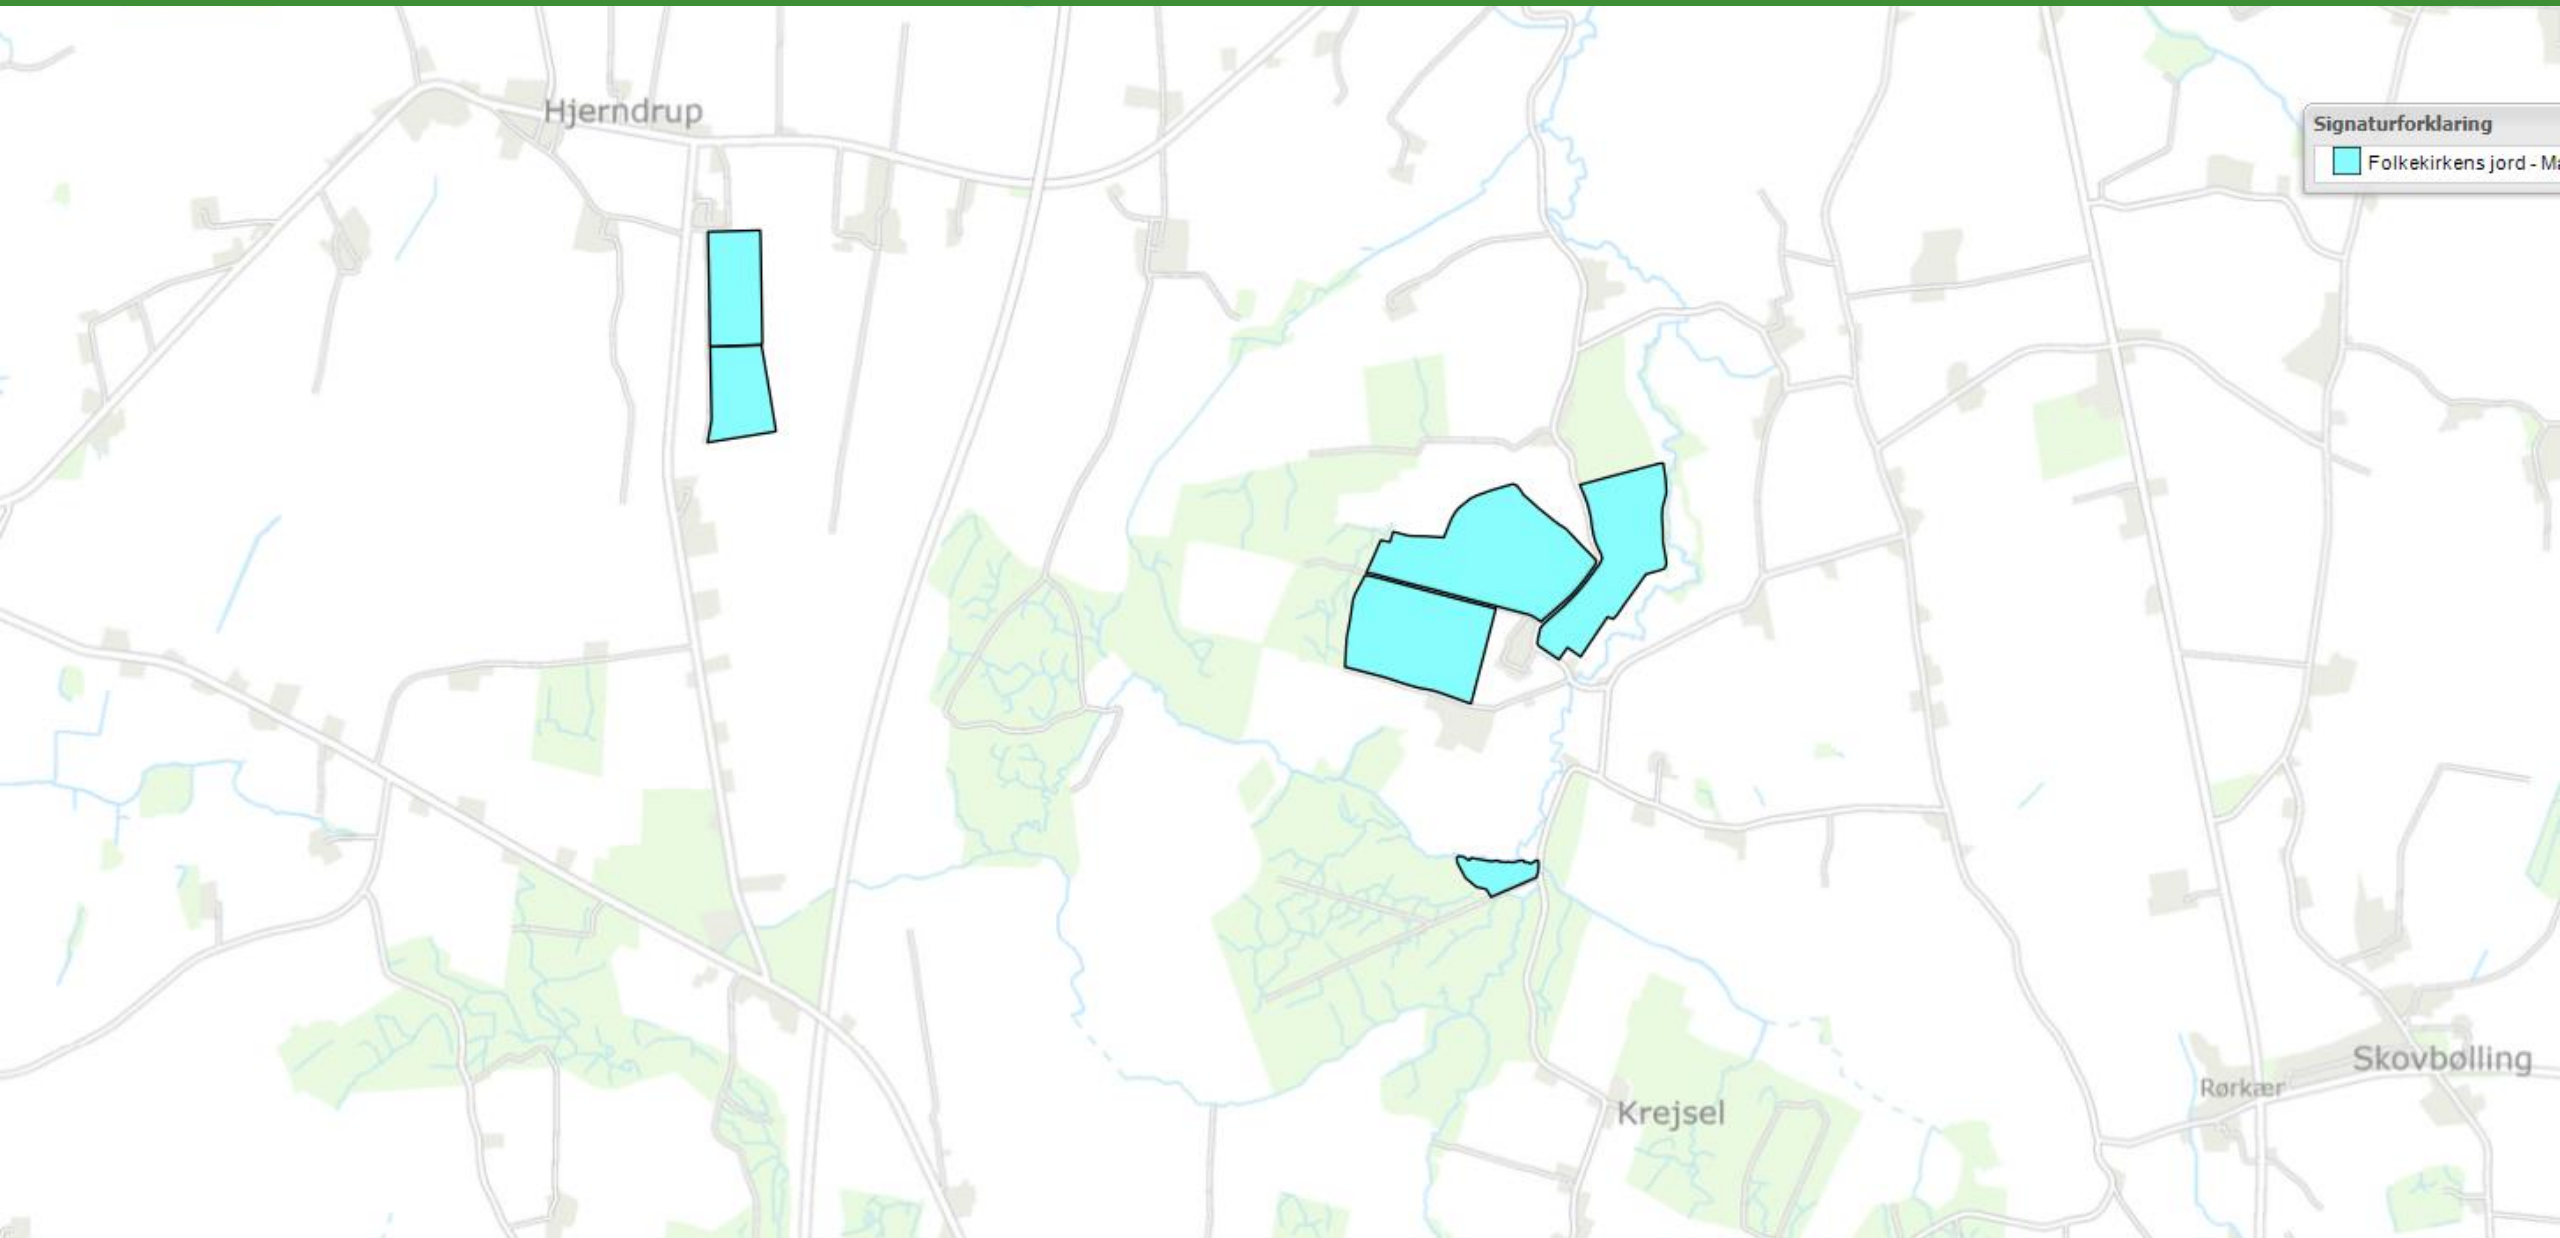 Hjerndrup
Signaturforklaring
Folkekirkens jord - Ma
Skovbølling
Rørkær
Krejsel